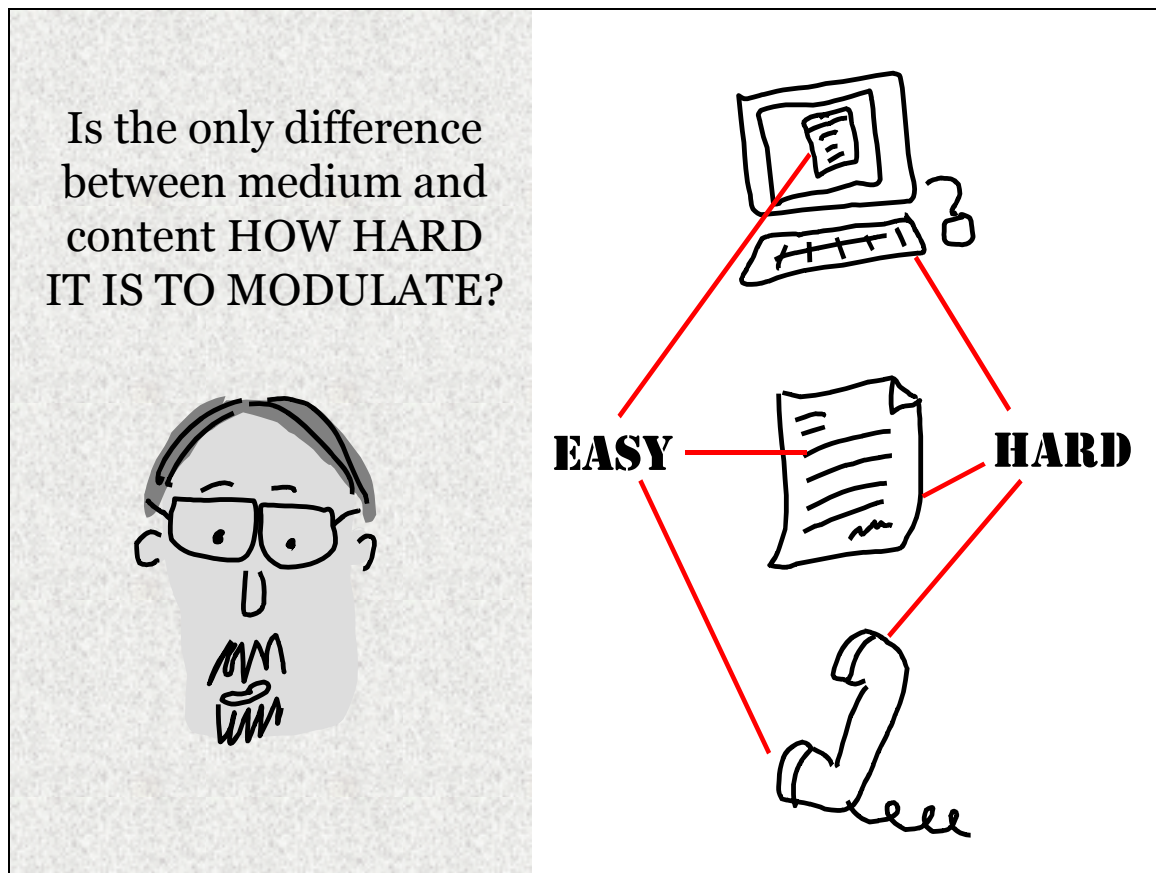 Is the only difference
between medium and
content HOW HARD
IT IS TO MODULATE?
EASY
HARD